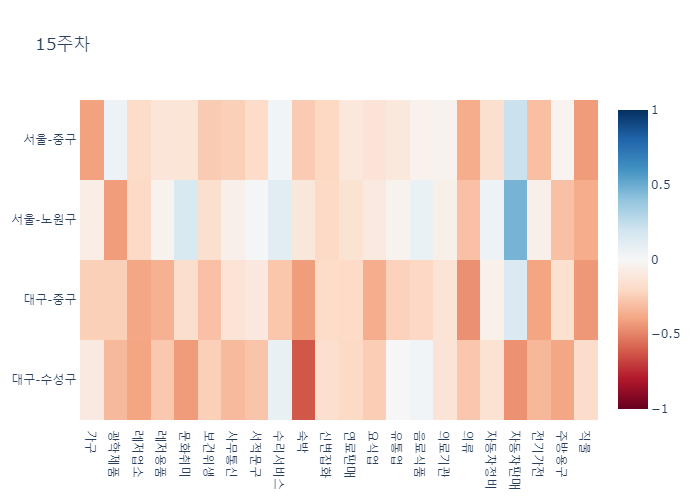 15주차
서울-중구
서울-노원구
대구-중구
대구-수성구
가구
광학제품
레저업소
레저용품
문화취미
보건위생
사무통신
서적문구
수리서비스
숙박
신변잡화
연료판매
요식업
유통업
음료식품
의료기관
의류
자동차정비
자동차판매
전기가전
주방용구
직물
1
0.5
0
−0.5
−1